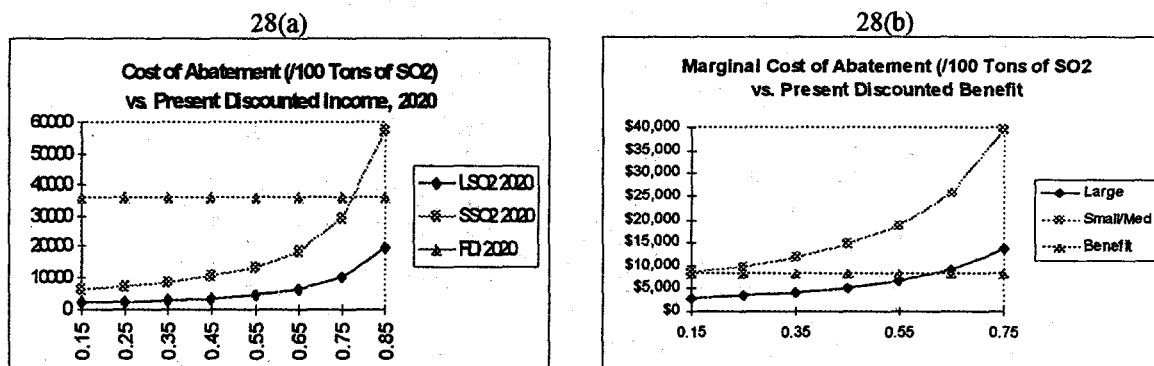 28(a)
Cost of Abatement (/100 Tons of SO2)
vs. Present Discounted Income, 2020
60000
50000
40000
30000
20000
10000
0
0.15
0.25
0.35
0.45
0.55
0.65
0.75
0.85
LSO2 2020
SSO2 2020
28(b)
Marginal Cost of Abatement (/100 Tons of SO2
vs. Present Discounted Benefit
$40,000
$35,000
$30,000
$25,000
$20,000
$15,000
$10,000
$5,000
$0
0.15
0.35
0.55
0.75
Large
Small/Med
Benefit